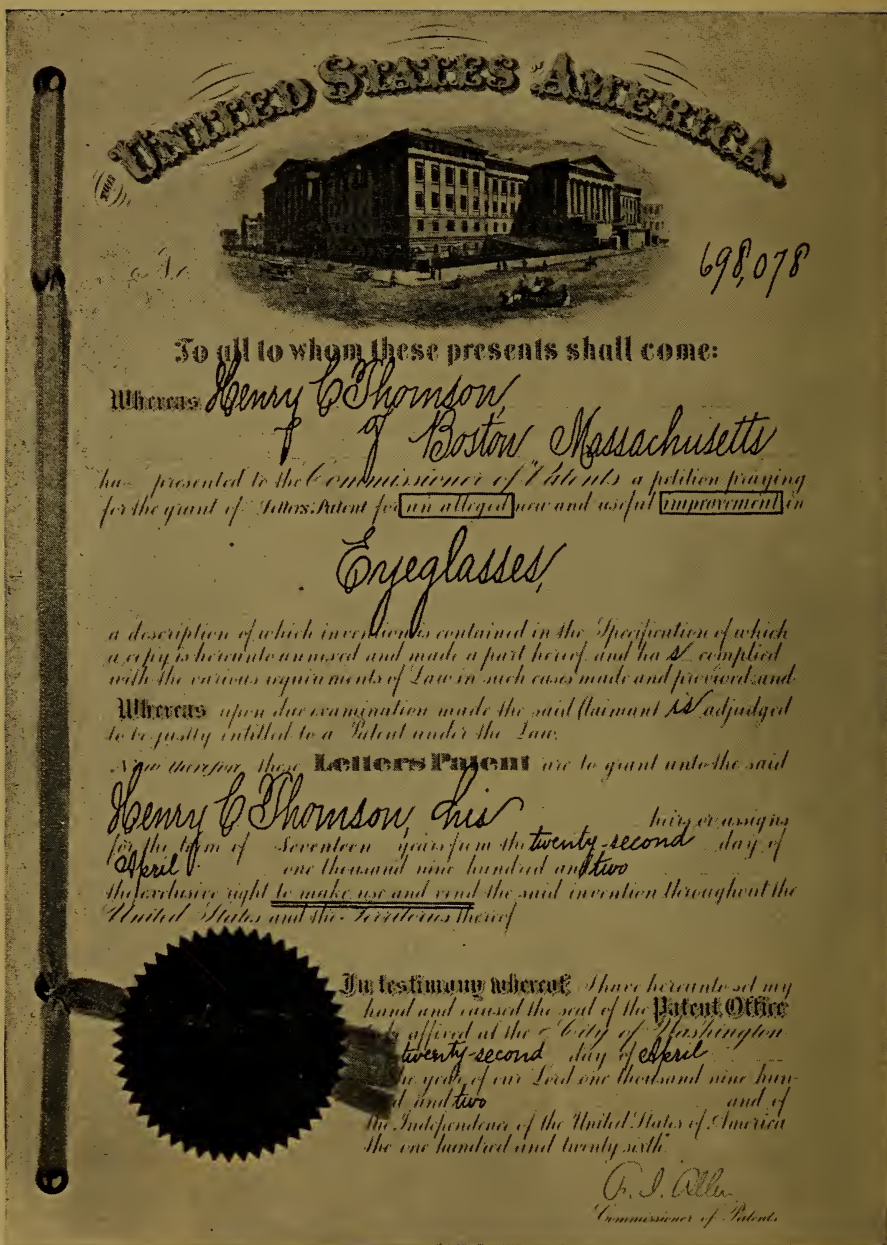 THE UNITED STATES OF AMERICA.
No
698,078
To all to whom these presents shall come:
Whereas Henry C Thomson,
of Boston Massachusetts
ha presented to the Commissioner of Patents a petition praying
for the grant of Letters Patent for an alleged new and useful improvement in
Eyeglasses,
a description of which invention is contained in the Specification of which
a copy is hereunto annexed and made a part hereof and has complied
with the various requirements of Law in such cases made and provided, and
Whereas upon due examination made the said Claimant is adjudged
to be justly entitled to a Patent under the Law.
Now therefore these Letters Patent are to grant unto the said
Henry C Thomson, his heirs or assigns
for the term of Seventeen years from the twenty-second day of
April one thousand nine hundred and two
the exclusive right to make use and vend the said invention throughout the
United States and the Territories thereof
In testimony whereof I have hereunto set my
hand and caused the seal of the Patent Office
affixed at the City of Washington
twenty-second day of April
the year of our Lord one thousand nine hun-
d and two and of
the Independence of the United States of America
the one hundred and twenty sixth
F. I. Allen
Commissioner of Patents